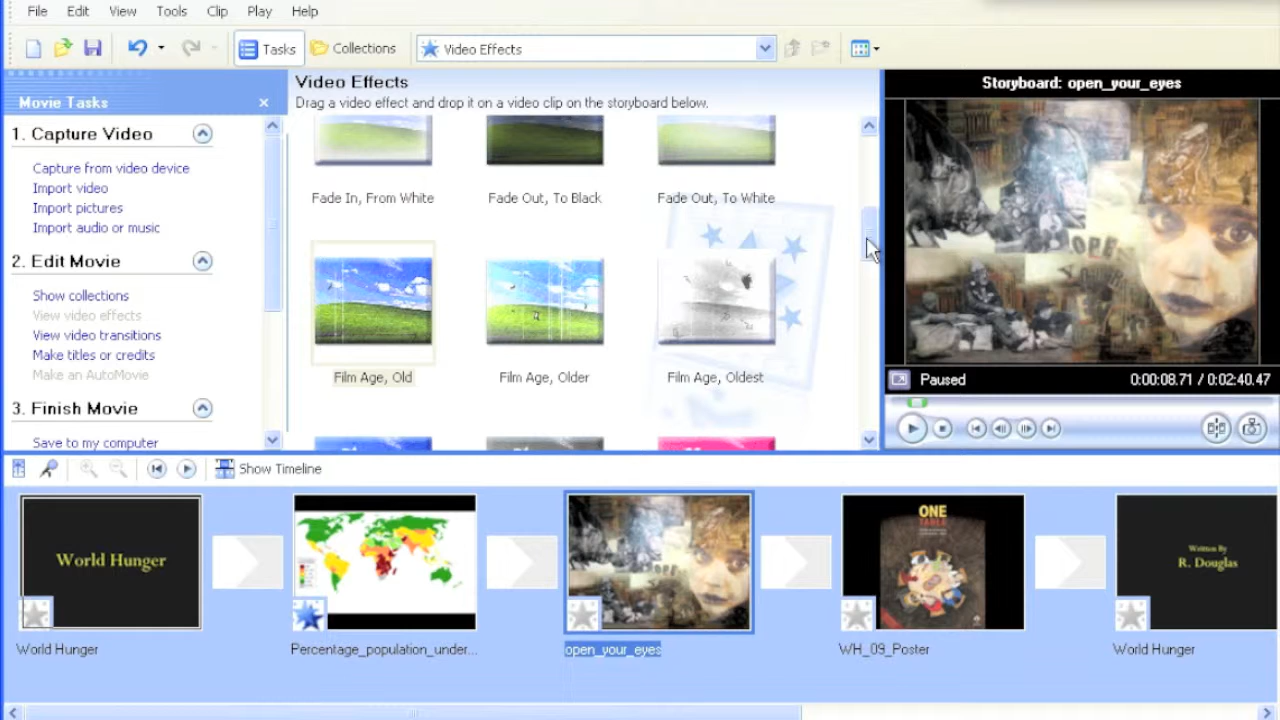 File Edit View Tools Clip Play Help
Tasks Collections Video Effects
Movie Tasks
1. Capture Video
Capture from video device
Import video
Import pictures
Import audio or music
2. Edit Movie
Show collections
View video effects
View video transitions
Make titles or credits
Make an AutoMovie
3. Finish Movie
Save to my computer
Video Effects
Drag a video effect and drop it on a video clip on the storyboard below.
Fade In, From White
Fade Out, To Black
Fade Out, To White
Film Age, Old
Film Age, Older
Film Age, Oldest
Storyboard: open_your_eyes
OPE
YOUR
Paused
0:00:08.71 / 0:02:40.47
Show Timeline
World Hunger
ONE
TABLE
Written By
R. Douglas
World Hunger
Percentage_population_under...
open_your_eyes
WH_09_Poster
World Hunger